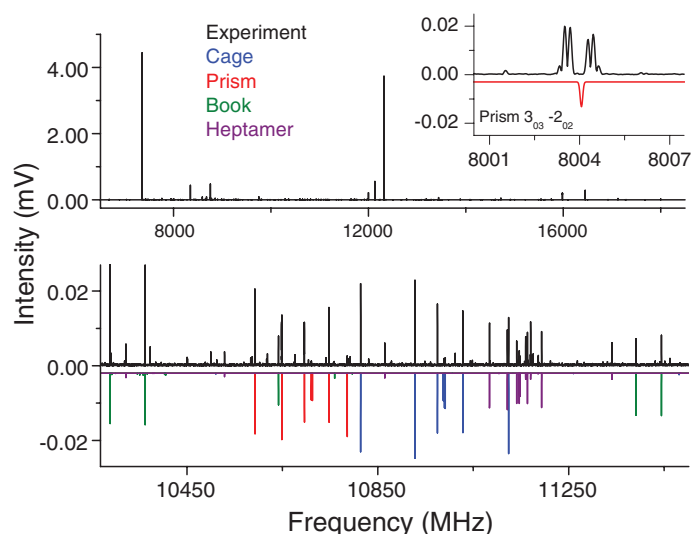 Experiment
Cage
Prism
Book
Heptamer
4.00
2.00
0.00
8000
12000
16000
0.02
0.00
-0.02
Prism 3₀₃ -2₀₂
8001
8004
8007
Intensity (mV)
0.02
0.00
-0.02
10450
10850
11250
Frequency (MHz)